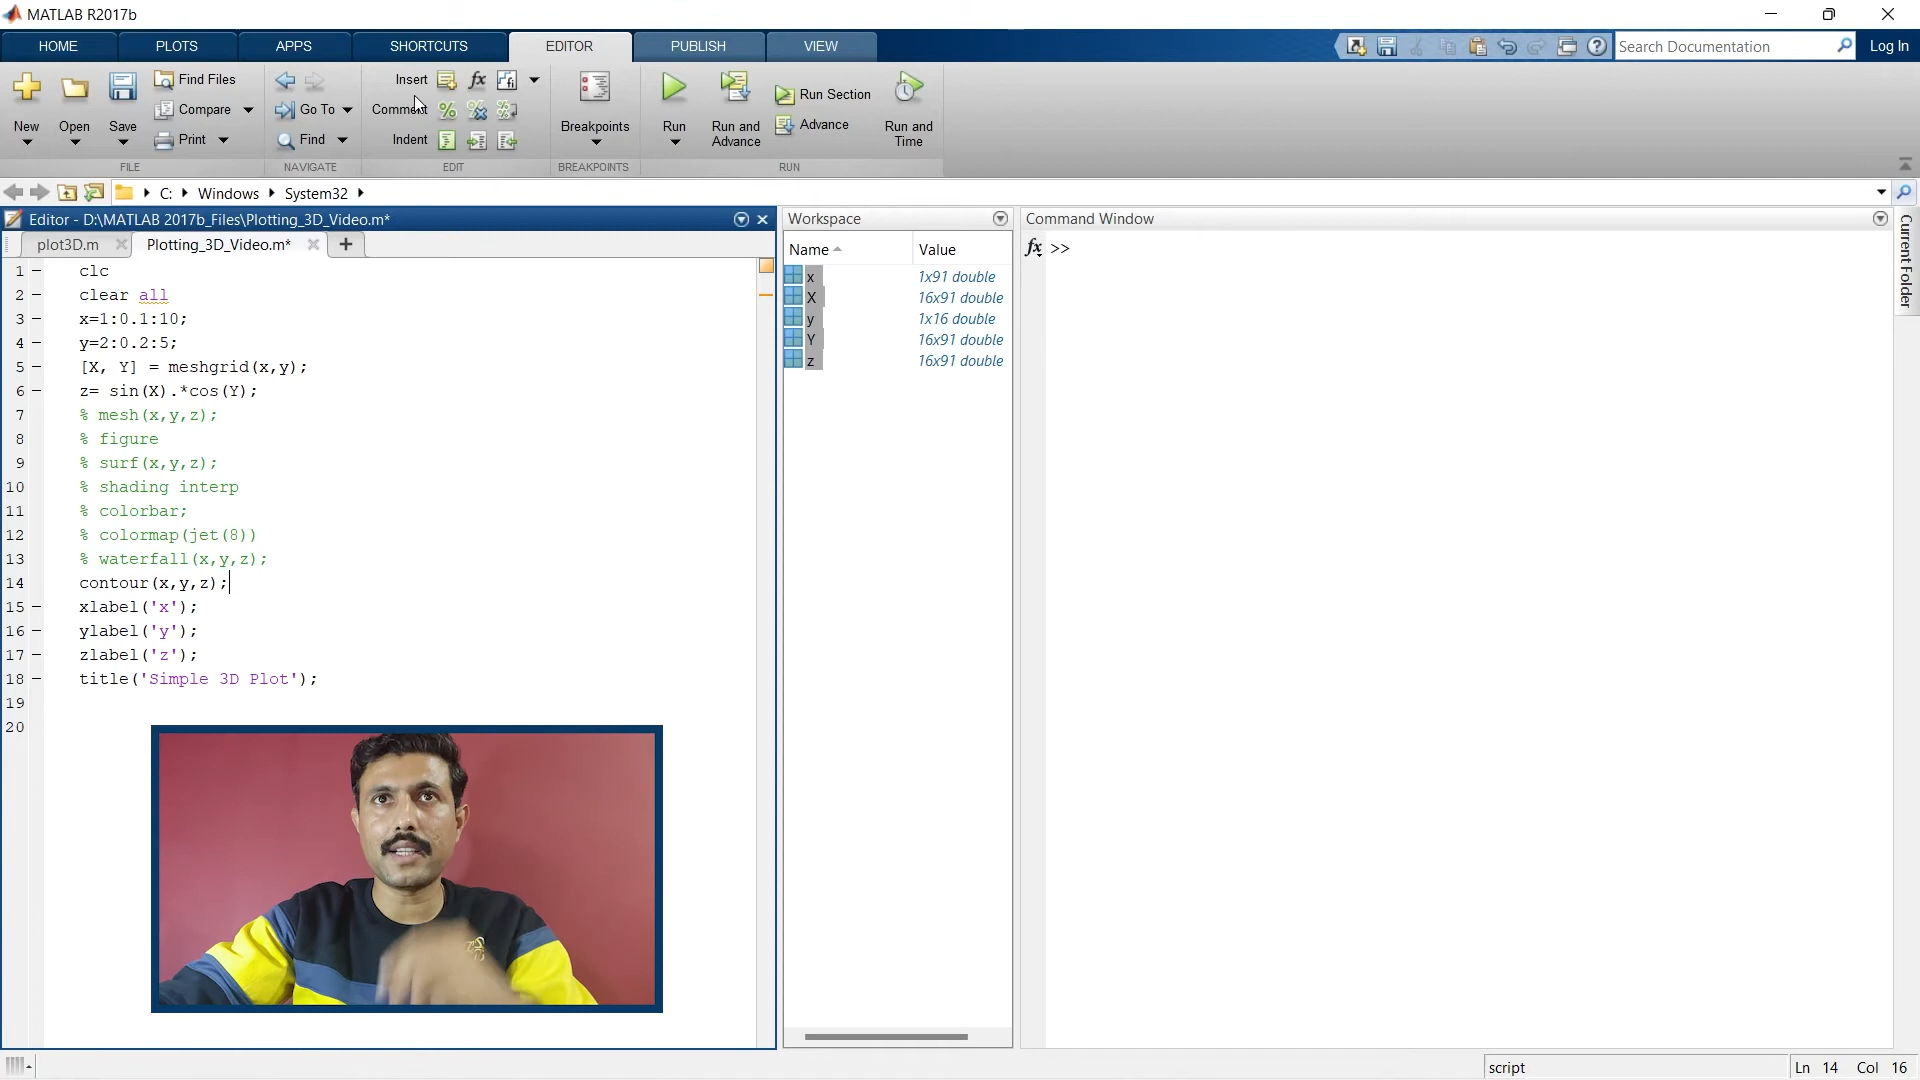 MATLAB R2017b
HOME PLOTS APPS SHORTCUTS EDITOR PUBLISH VIEW Search Documentation Log In
New Open Save Find Files Compare Print
FILE
Go To Find
NAVIGATE
Insert fx
Comment
Indent
EDIT
Breakpoints
BREAKPOINTS
Run Run and Advance Run Section Advance Run and Time
RUN
C: Windows System32
Editor - D:\MATLAB 2017b_Files\Plotting_3D_Video.m*
plot3D.m Plotting_3D_Video.m*
1 – clc
2 – clear all
3 – x=1:0.1:10;
4 – y=2:0.2:5;
5 – [X, Y] = meshgrid(x,y);
6 – z= sin(X).*cos(Y);
7 % mesh(x,y,z);
8 % figure
9 % surf(x,y,z);
10 % shading interp
11 % colorbar;
12 % colormap(jet(8))
13 % waterfall(x,y,z);
14 contour(x,y,z);
15 – xlabel('x');
16 – ylabel('y');
17 – zlabel('z');
18 – title('Simple 3D Plot');
19
20
Workspace
Name Value
x 1x91 double
X 16x91 double
y 1x16 double
Y 16x91 double
z 16x91 double
Command Window
fx >>
Current Folder
script Ln 14 Col 16